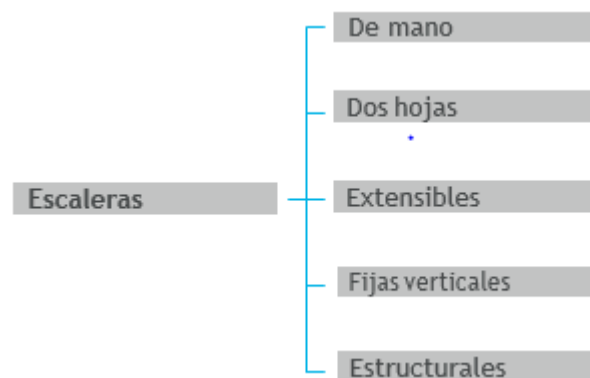 Escaleras
De mano
Dos hojas
Extensibles
Fijas verticales
Estructurales